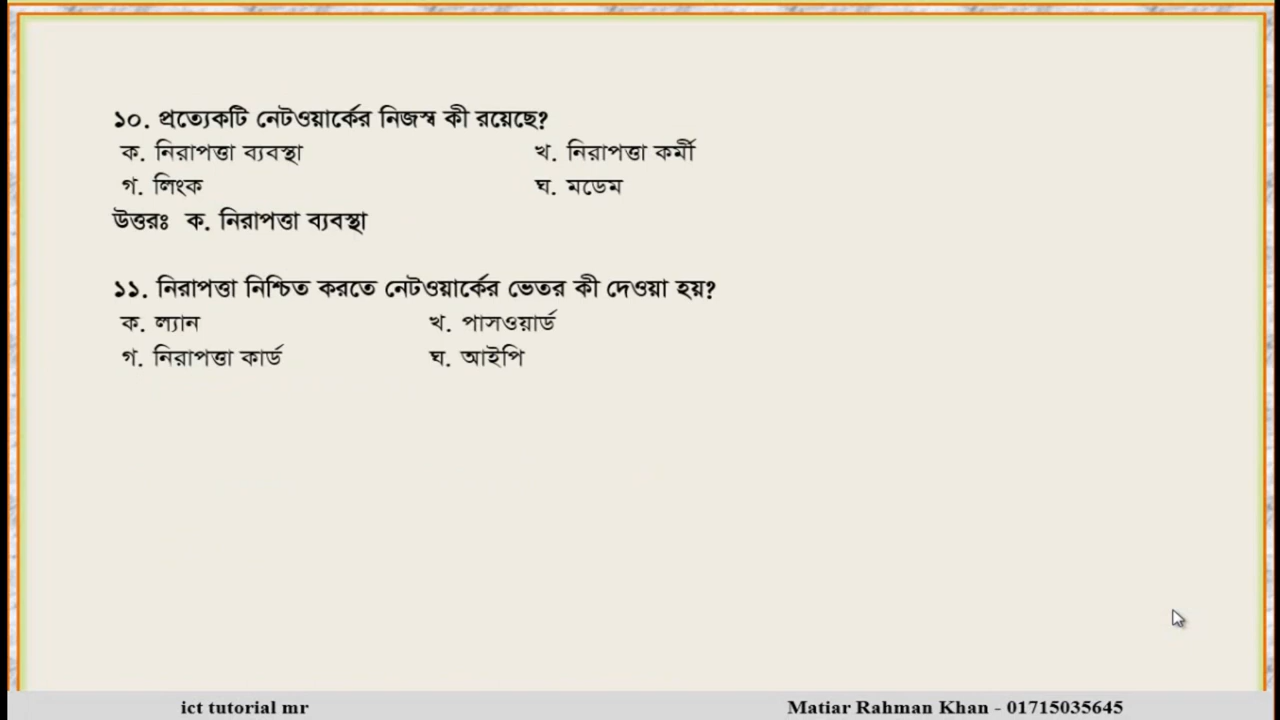 ১০. প্রত্যেকটি নেটওয়ার্কের নিজস্ব কী রয়েছে?
ক. নিরাপত্তা ব্যবস্থা খ. নিরাপত্তা কর্মী
গ. লিংক ঘ. মডেম
উত্তরঃ ক. নিরাপত্তা ব্যবস্থা
১১. নিরাপত্তা নিশ্চিত করতে নেটওয়ার্কের ভেতর কী দেওয়া হয়?
ক. ল্যান খ. পাসওয়ার্ড
গ. নিরাপত্তা কার্ড ঘ. আইপি
ict tutorial mr Matiar Rahman Khan - 01715035645